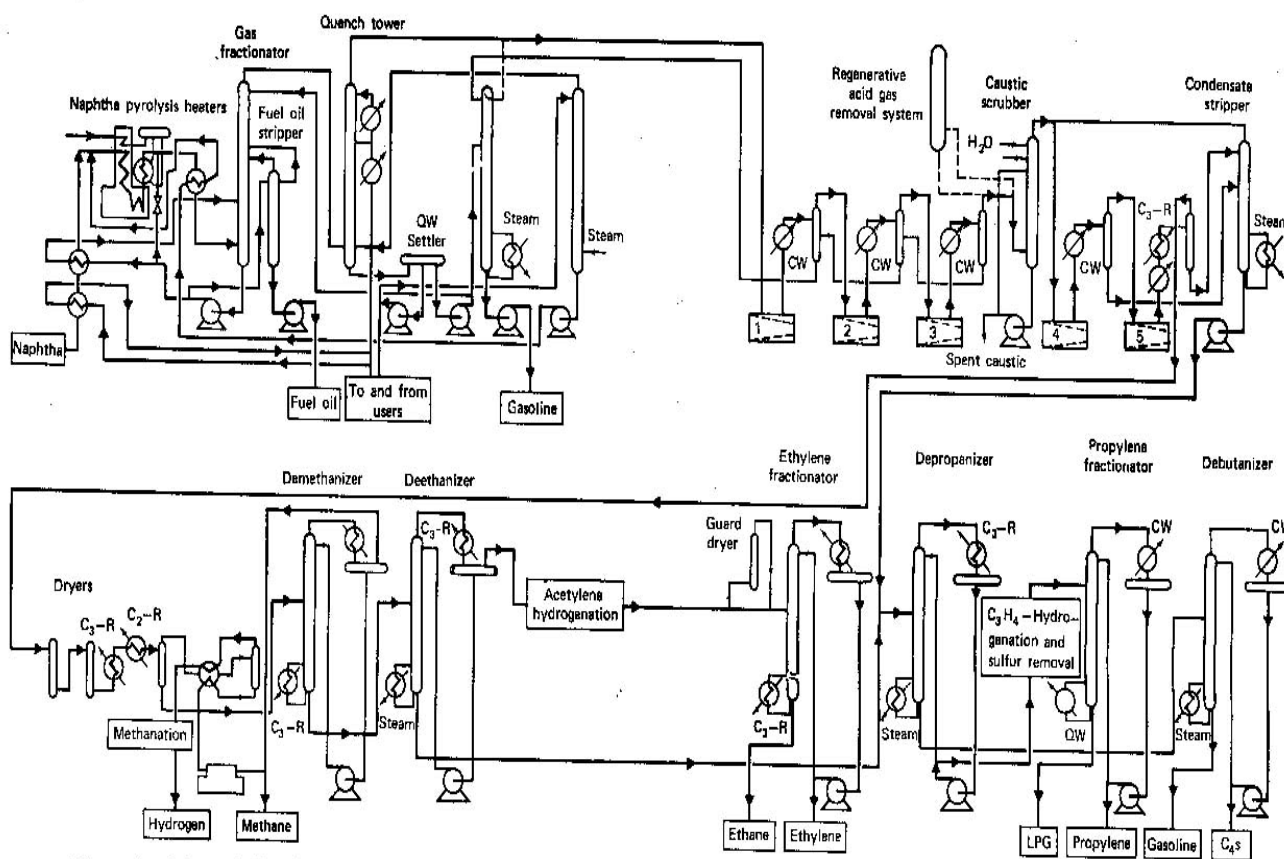 Quench tower
Gas
fractionator
Naphtha pyrolysis heaters
Fuel oil
stripper
Regenerative
acid gas
removal system
Caustic
scrubber
Condensate
stripper
H₂O
QW
Settler
Steam
Steam
C₃–R
Steam
CW
CW
CW
CW
1
2
3
4
5
Naphtha
Spent caustic
Fuel oil
To and from
users
Gasoline
Demethanizer
Deethanizer
Ethylene
fractionator
Depropanizer
Propylene
fractionator
Debutanizer
C₃–R
C₃–R
Guard
dryer
C₃–R
CW
CW
Dryers
C₃–R
C₂–R
Acetylene
hydrogenation
C₃H₄–Hydro-
genation and
sulfur removal
C₃–R
Steam
C₃–R
Steam
QW
Steam
Methanation
Hydrogen
Methane
Ethane
Ethylene
LPG
Propylene
Gasoline
C₄s